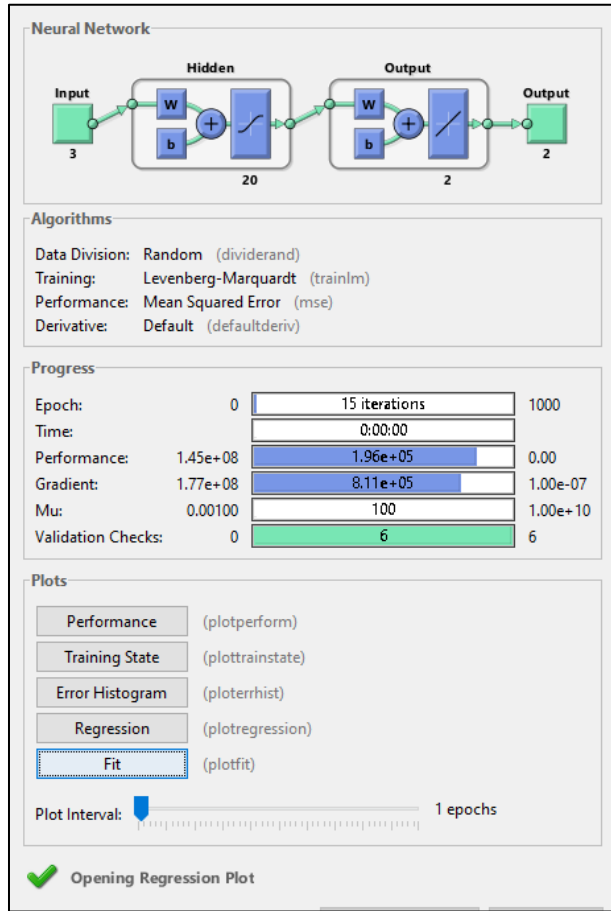 Neural Network
Hidden
Output
Input
W
b
+
W
b
+
Output
3
20
2
2
Algorithms
Data Division: Random (dividerand)
Training: Levenberg-Marquardt (trainlm)
Performance: Mean Squared Error (mse)
Derivative: Default (defaultderiv)
Progress
Epoch: 0 15 iterations 1000
Time: 0:00:00
Performance: 1.45e+08 1.96e+05 0.00
Gradient: 1.77e+08 8.11e+05 1.00e-07
Mu: 0.00100 100 1.00e+10
Validation Checks: 0 6 6
Plots
Performance (plotperform)
Training State (plottrainstate)
Error Histogram (ploterrhist)
Regression (plotregression)
Fit (plotfit)
Plot Interval: 1 epochs
Opening Regression Plot